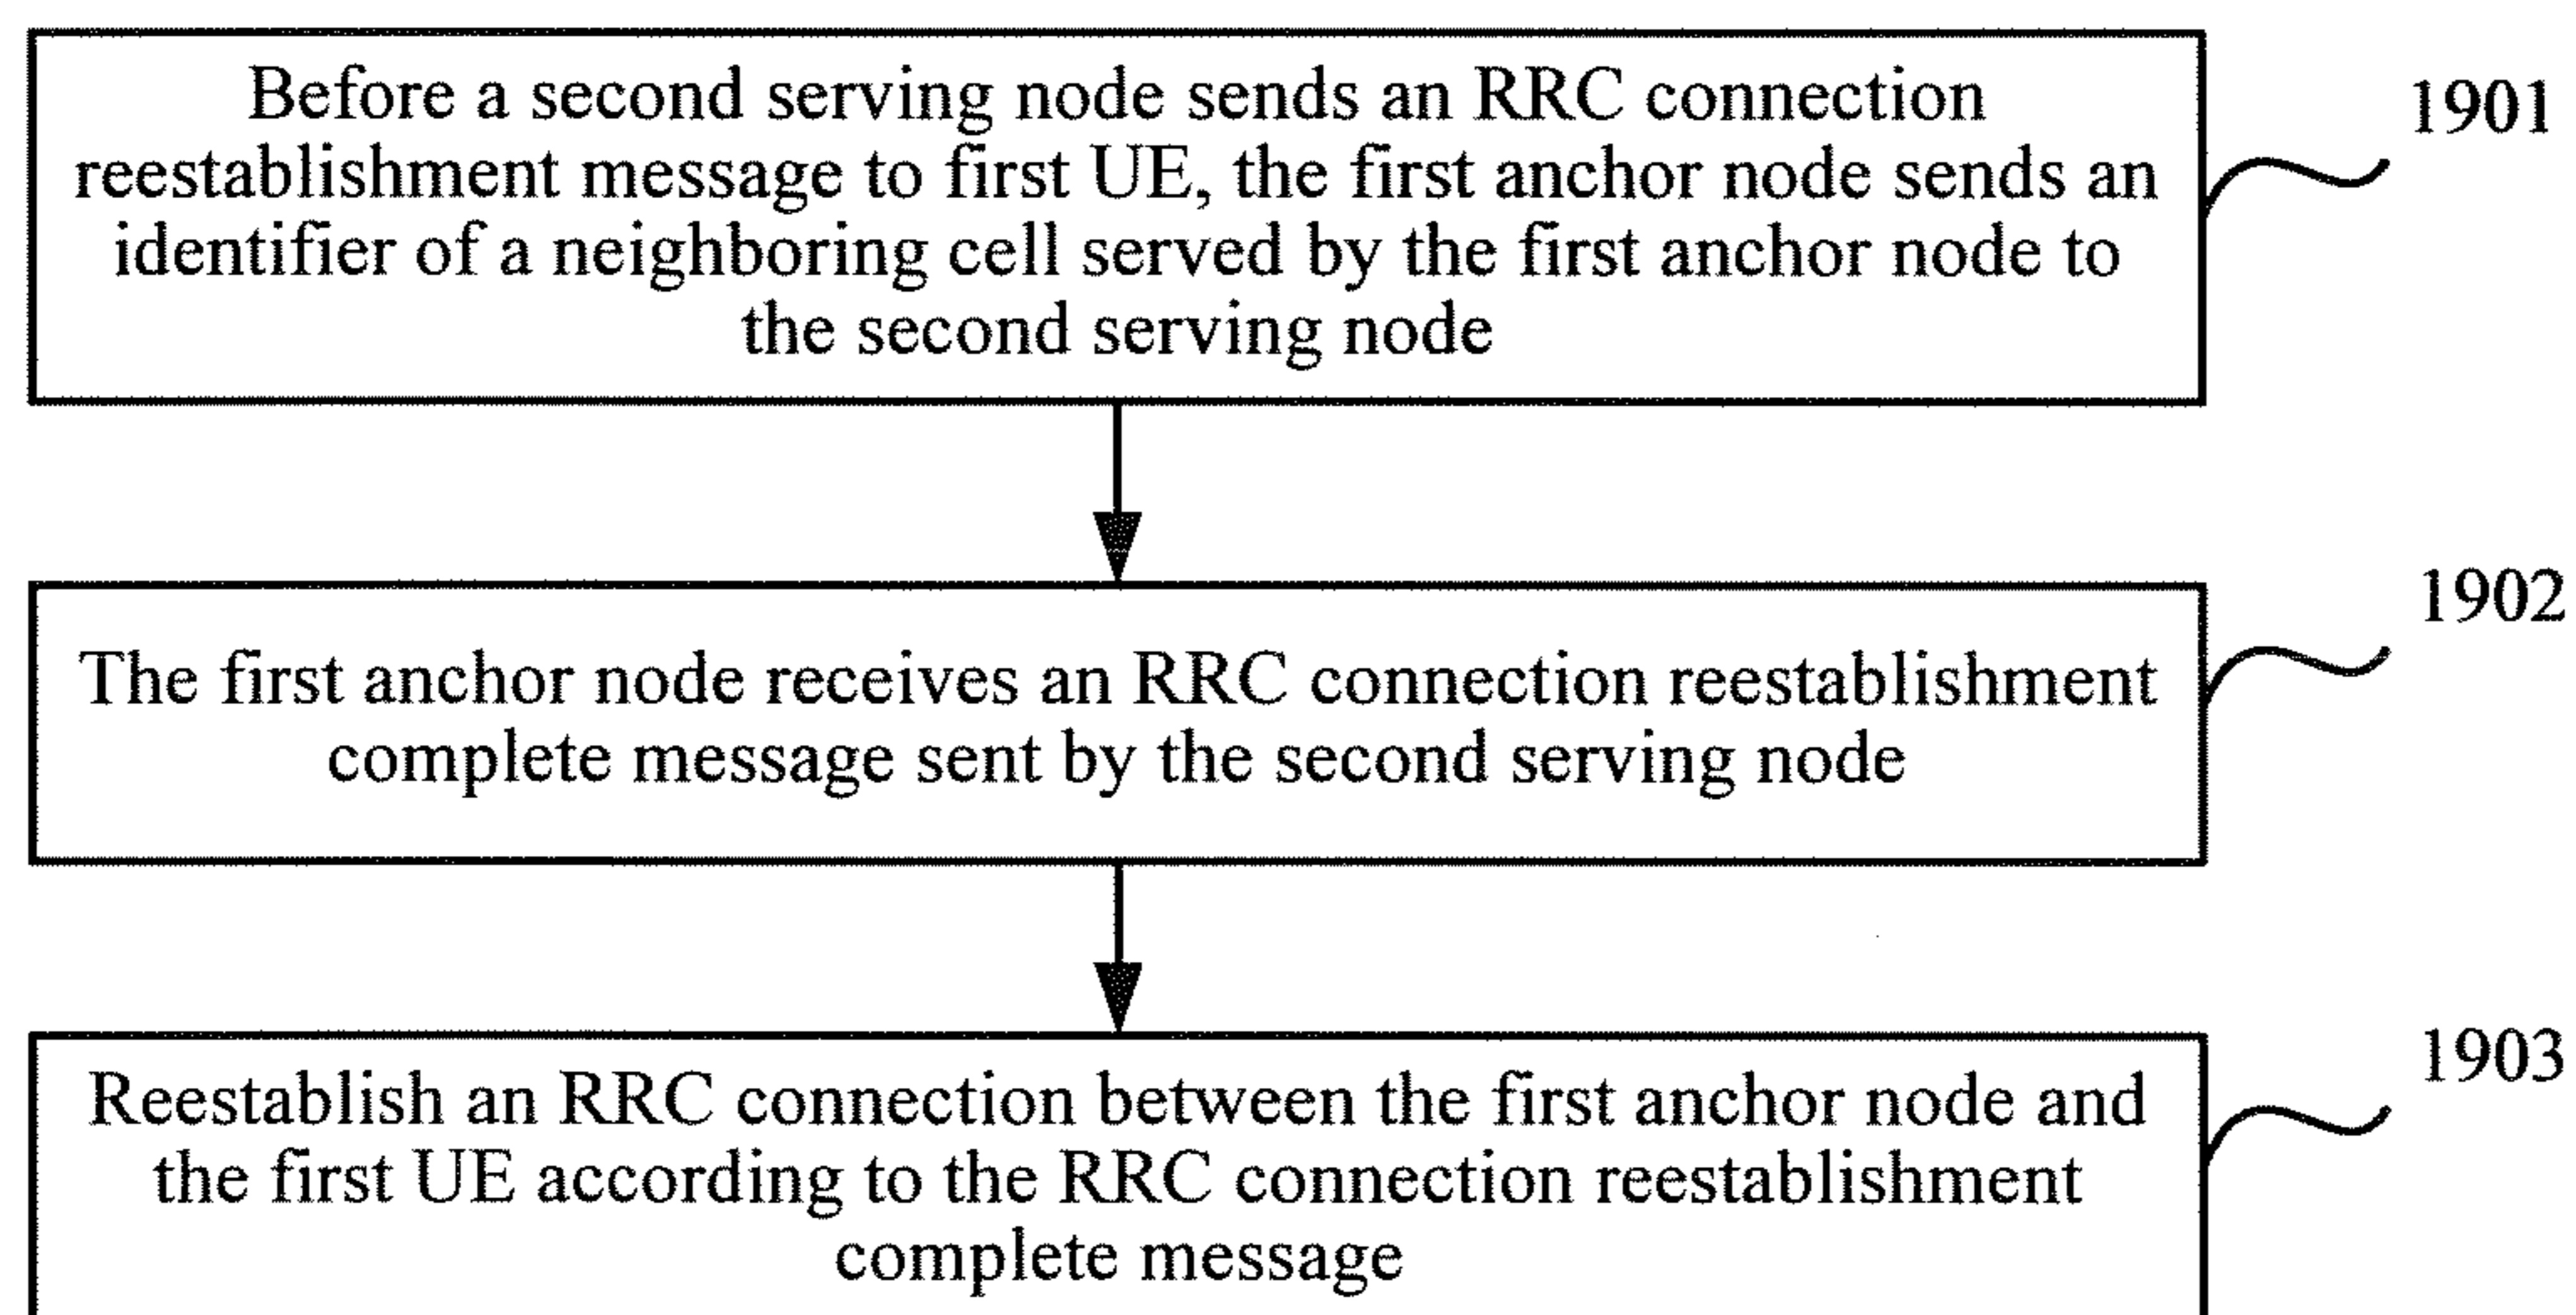 Before a second serving node sends an RRC connection
reestablishment message to first UE, the first anchor node sends an
identifier of a neighboring cell served by the first anchor node to
the second serving node
1901
The first anchor node receives an RRC connection reestablishment
complete message sent by the second serving node
1902
Reestablish an RRC connection between the first anchor node and
the first UE according to the RRC connection reestablishment
complete message
1903